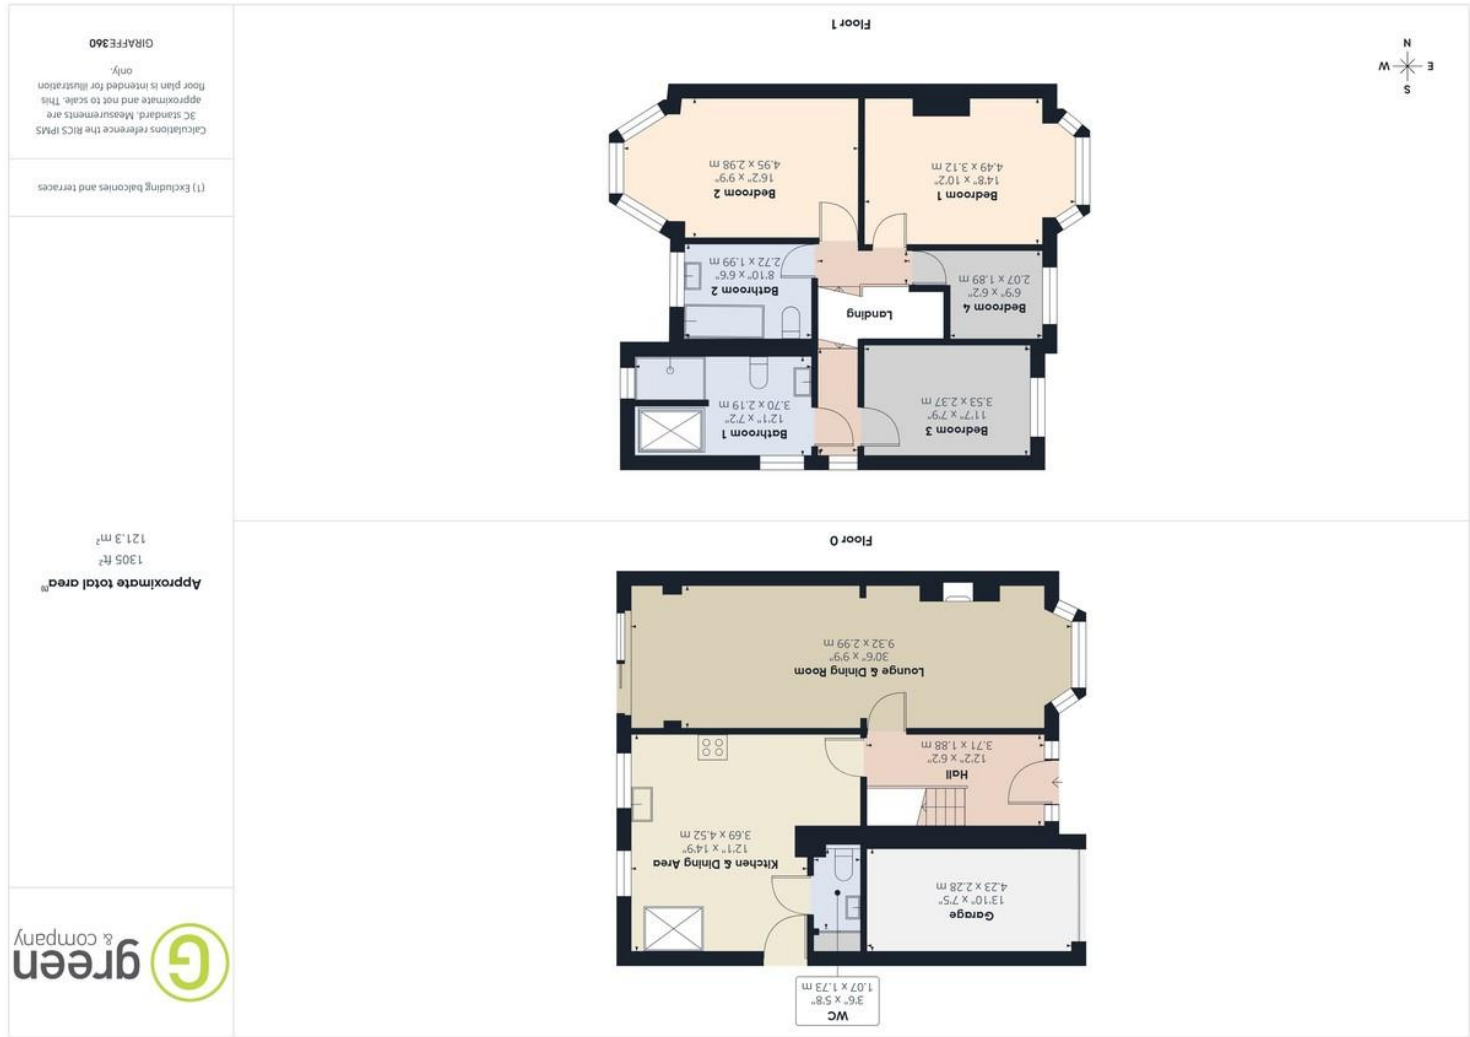 green
& company
Approximate total area⁽¹⁾
1305 ft²
121.3 m²
(1) Excluding balconies and terraces
Calculations reference the RICS IPMS
3C standard. Measurements are
approximate and not to scale. This
floor plan is intended for illustration
only.
GIRAFFE360
WC
3'6" x 5'8"
1.07 x 1.73 m
Garage
13'10" x 7'5"
4.23 x 2.28 m
Kitchen & Dining Area
12'1" x 14'9"
3.69 x 4.52 m
Hall
12'2" x 6'2"
3.71 x 1.88 m
Lounge & Dining Room
30'6" x 9'9"
9.32 x 2.99 m
Floor 0
Bedroom 3
11'7" x 7'9"
3.53 x 2.37 m
Bathroom 1
12'1" x 7'2"
3.70 x 2.19 m
Landing
Bedroom 4
6'9" x 6'2"
2.07 x 1.89 m
Bathroom 2
8'10" x 6'6"
2.72 x 1.99 m
Bedroom 1
14'8" x 10'2"
4.49 x 3.12 m
Bedroom 2
16'2" x 9'9"
4.95 x 2.98 m
Floor 1
S
E
W
N